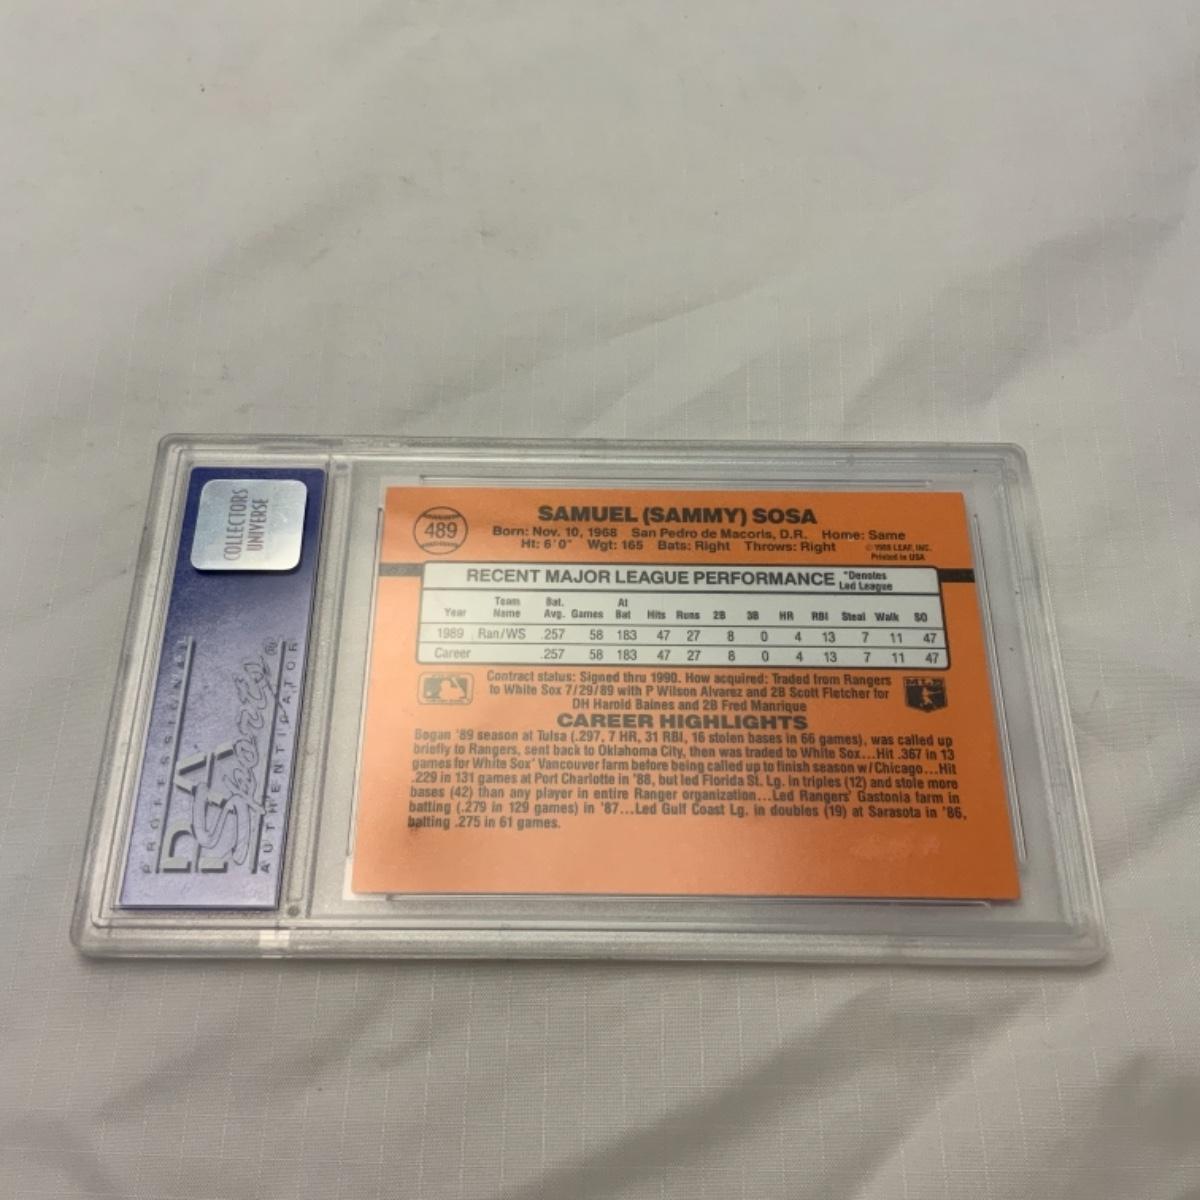 COLLECTORS
UNIVERSE
PROFESSIONAL
PSA
Sports®
AUTHENTICATOR
489
SAMUEL (SAMMY) SOSA
Born: Nov. 10, 1968 San Pedro de Macoris, D.R. Home: Same
Ht: 6'0" Wgt: 165 Bats: Right Throws: Right
LEAF, INC.
Printed in USA
RECENT MAJOR LEAGUE PERFORMANCE
*Denotes
Led League
Year Team Name Bat. Avg. Games At Bat Hits Runs 2B 3B HR RBI Steal Walk SO
1989 Ran/WS .257 58 183 47 27 8 0 4 13 7 11 47
Career .257 58 183 47 27 8 0 4 13 7 11 47
Contract status: Signed thru 1990. How acquired: Traded from Rangers
to White Sox 7/29/89 with P Wilson Alvarez and 2B Scott Fletcher for
DH Harold Baines and 2B Fred Manrique
MLB
CAREER HIGHLIGHTS
Began '89 season at Tulsa (.297, 7 HR, 31 RBI, 16 stolen bases in 66 games), was called up
briefly to Rangers, sent back to Oklahoma City, then was traded to White Sox...Hit .367 in 13
games for White Sox' Vancouver farm before being called up to finish season w/Chicago...Hit
.229 in 131 games at Port Charlotte in '88, but led Florida St. Lg. in triples (12) and stole more
bases (42) than any player in entire Ranger organization...Led Rangers' Gastonia farm in
batting (.279 in 129 games) in '87...Led Gulf Coast Lg. in doubles (19) at Sarasota in '86,
batting .275 in 61 games.